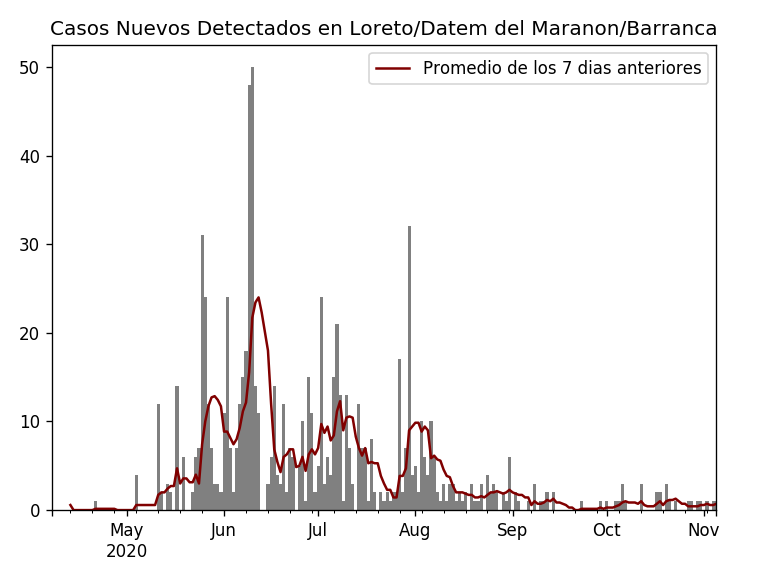 Casos Nuevos Detectados en Loreto/Datem del Maranon/Barranca
Promedio de los 7 dias anteriores
50
40
30
20
10
0
May Jun Jul Aug Sep Oct Nov
2020